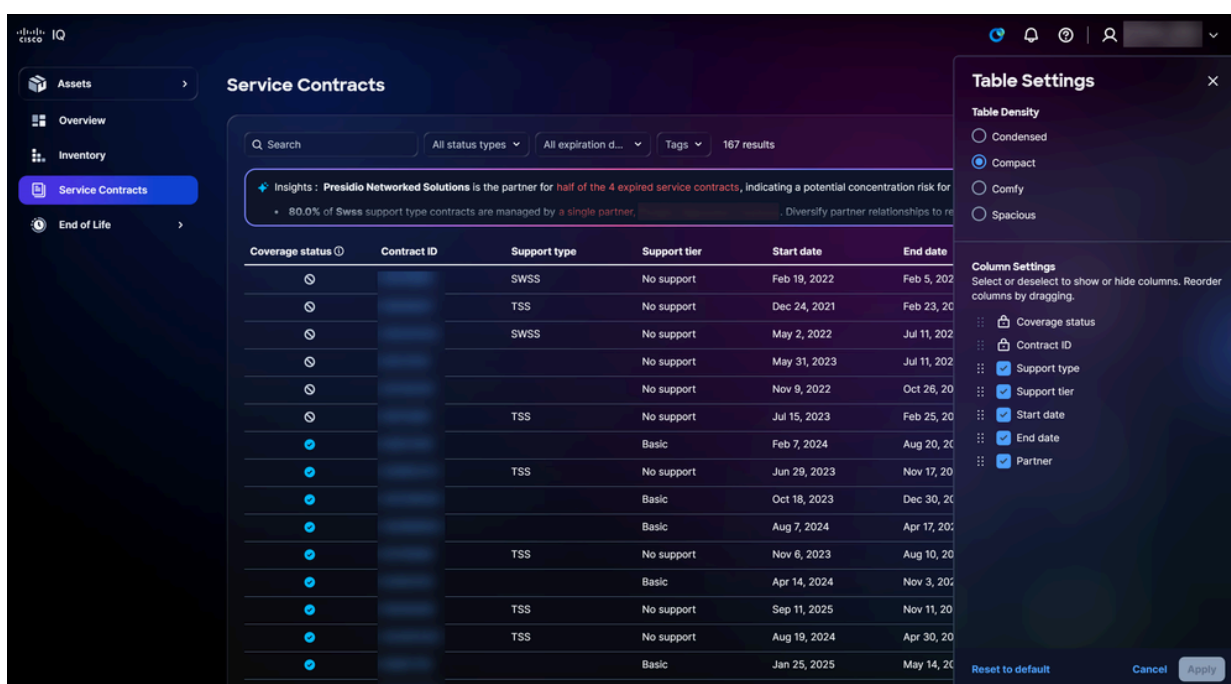 CISCO IQ
Assets
Overview
Inventory
Service Contracts
End of Life
Service Contracts
Search
All status types
All expiration d...
Tags
167 results
Insights : Presidio Networked Solutions is the partner for half of the 4 expired service contracts, indicating a potential concentration risk for
80.0% of Swss support type contracts are managed by a single partner, . Diversify partner relationships to re
Coverage status Contract ID Support type Support tier Start date End date
SWSS No support Feb 19, 2022 Feb 5, 202
TSS No support Dec 24, 2021 Feb 23, 20
SWSS No support May 2, 2022 Jul 11, 202
No support May 31, 2023 Jul 11, 202
No support Nov 9, 2022 Oct 26, 20
TSS No support Jul 15, 2023 Feb 25, 20
Basic Feb 7, 2024 Aug 20, 20
TSS No support Jun 29, 2023 Nov 17, 20
Basic Oct 18, 2023 Dec 30, 20
Basic Aug 7, 2024 Apr 17, 202
TSS No support Nov 6, 2023 Aug 10, 20
Basic Apr 14, 2024 Nov 3, 202
TSS No support Sep 11, 2025 Nov 11, 20
TSS No support Aug 19, 2024 Apr 30, 20
Basic Jan 25, 2025 May 14, 20
Table Settings
Table Density
Condensed
Compact
Comfy
Spacious
Column Settings
Select or deselect to show or hide columns. Reorder
columns by dragging.
Coverage status
Contract ID
Support type
Support tier
Start date
End date
Partner
Reset to default
Cancel
Apply